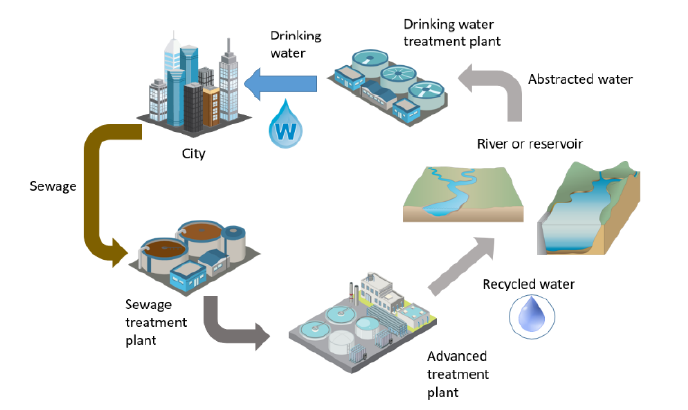 Drinking water
treatment plant
Drinking
water
Abstracted water
W
City
River or reservoir
Sewage
Recycled water
Sewage
treatment
plant
Advanced
treatment
plant